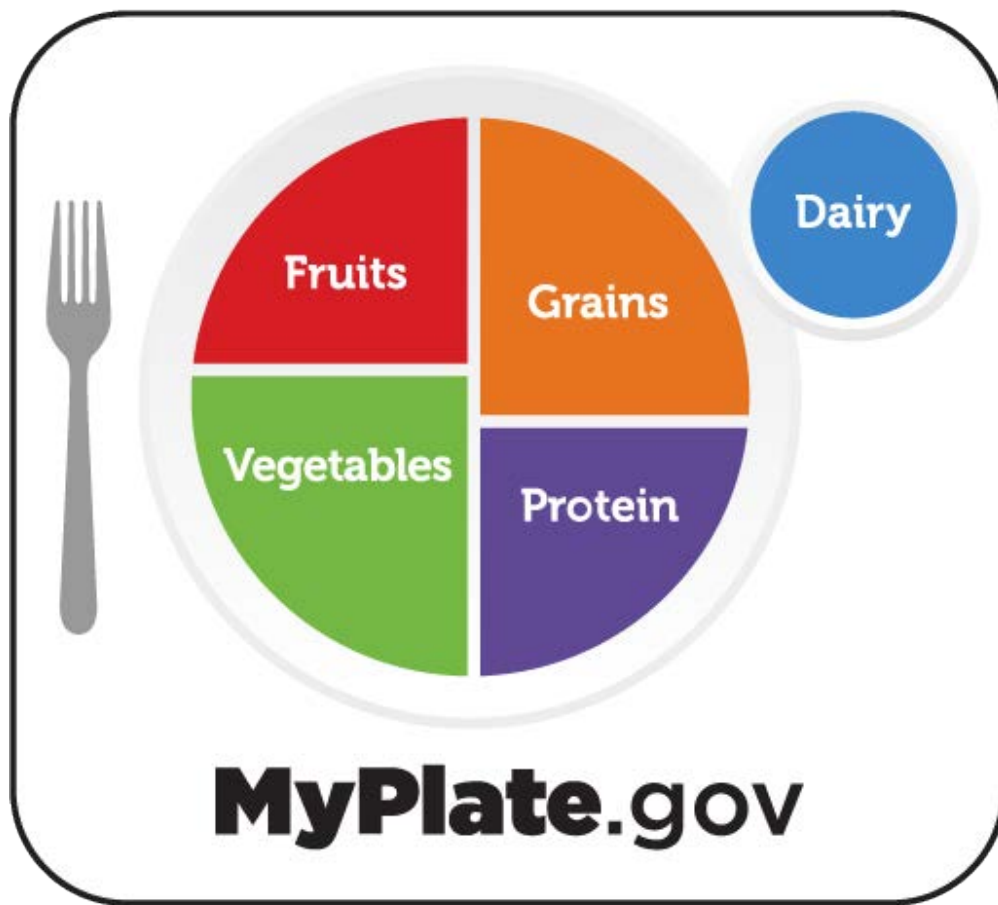 Fruits
Grains
Dairy
Vegetables
Protein
MyPlate.gov